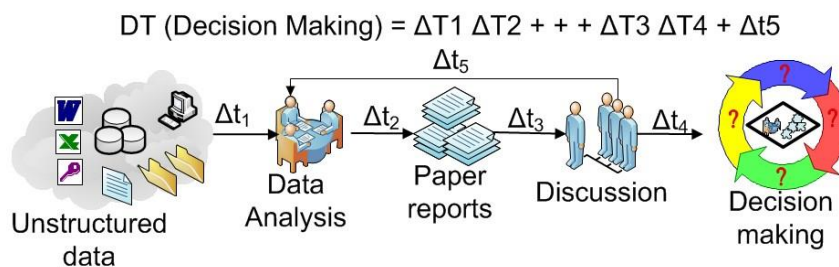 DT (Decision Making) = ΔT1 ΔT2 + + + ΔT3 ΔT4 + Δt5
Δt5
W
X
Δt1
Δt2
Δt3
Δt4
?
?
?
?
Unstructured
data
Data
Analysis
Paper
reports
Discussion
Decision
making